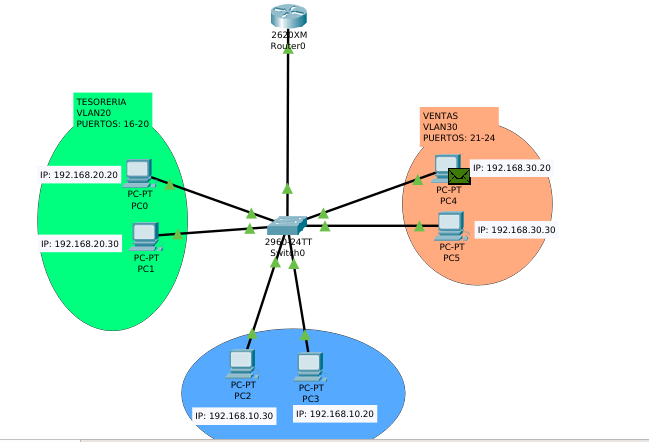 2620XM
Router0
TESORERIA
VLAN20
PUERTOS: 16-20
VENTAS
VLAN30
PUERTOS: 21-24
IP: 192.168.20.20
PC-PT
PC0
IP: 192.168.30.20
PC-PT
PC4
IP: 192.168.20.30
PC-PT
PC1
2960-24TT
Switch0
IP: 192.168.30.30
PC-PT
PC5
PC-PT
PC2
PC-PT
PC3
IP: 192.168.10.30
IP: 192.168.10.20